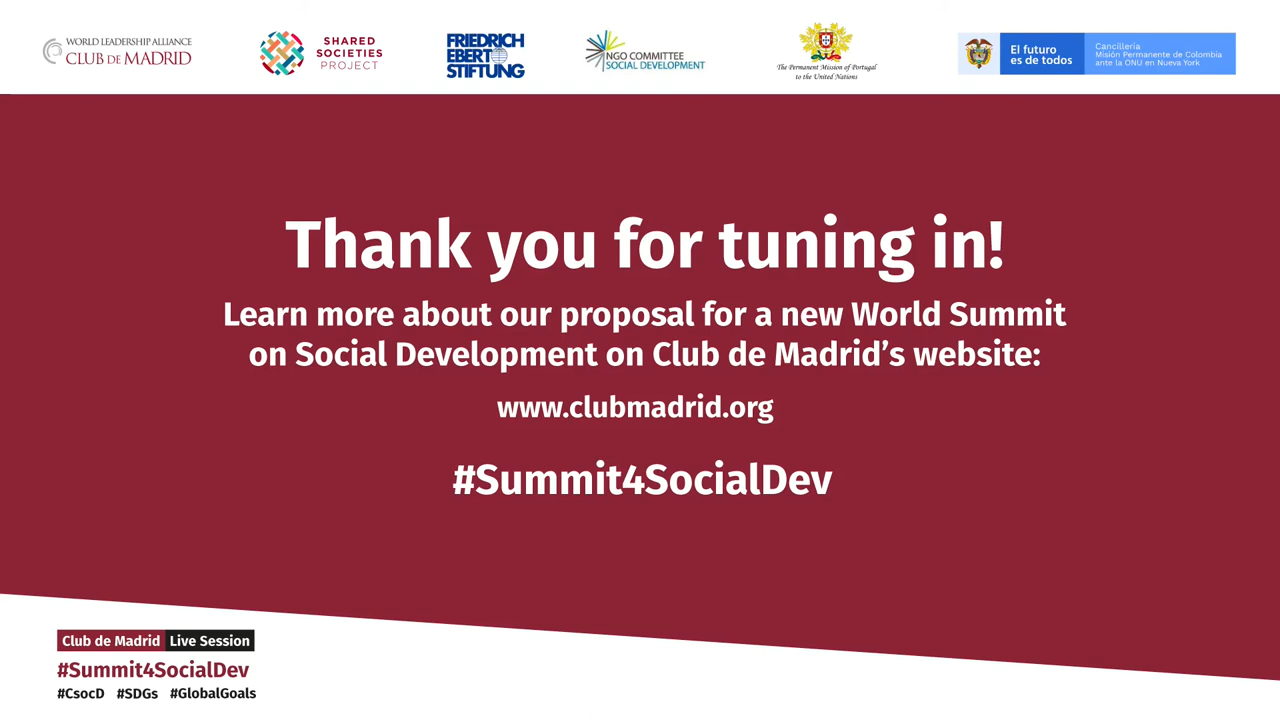 WORLD LEADERSHIP ALLIANCE
CLUB DE MADRID
SHARED
SOCIETIES
PROJECT
FRIEDRICH
EBERT
STIFTUNG
NGO COMMITTEE
SOCIAL DEVELOPMENT
The Permanent Mission of Portugal
to the United Nations
El futuro
es de todos
Cancillería
Misión Permanente de Colombia
ante la ONU en Nueva York
Thank you for tuning in!
Learn more about our proposal for a new World Summit
on Social Development on Club de Madrid’s website:
www.clubmadrid.org
#Summit4SocialDev
Club de Madrid Live Session
#Summit4SocialDev
#CsocD #SDGs #GlobalGoals